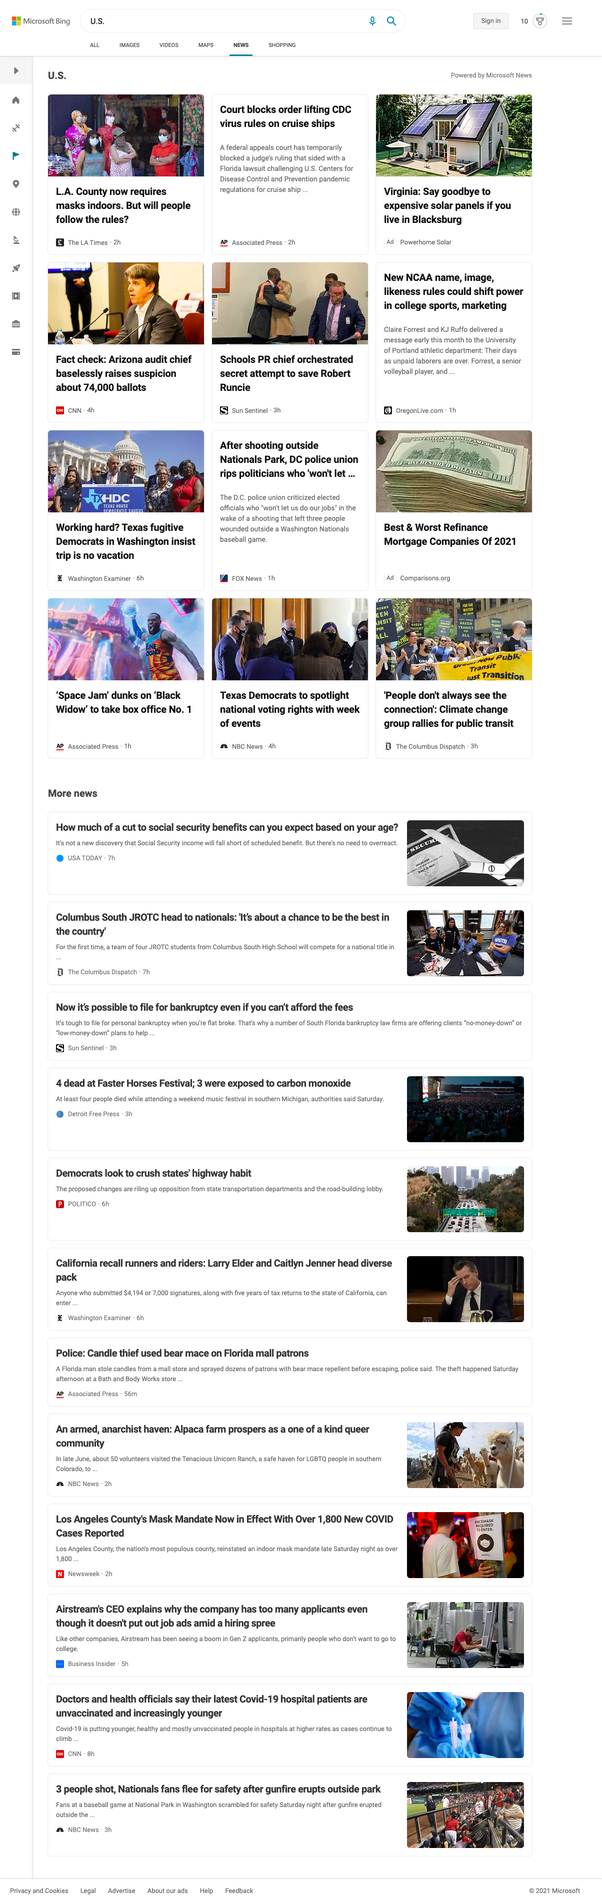 Microsoft Bing
U.S.
Sign in
10
ALL
IMAGES
VIDEOS
MAPS
NEWS
SHOPPING
U.S.
Powered by Microsoft News
L.A. County now requires
masks indoors. But will people
follow the rules?
The LA Times · 2h
Court blocks order lifting CDC
virus rules on cruise ships
A federal appeals court has temporarily
blocked a judge's ruling that sided with a
Florida lawsuit challenging U.S. Centers for
Disease Control and Prevention pandemic
regulations for cruise ship ...
AP Associated Press · 2h
Virginia: Say goodbye to
expensive solar panels if you
live in Blacksburg
Ad Powerhome Solar
Fact check: Arizona audit chief
baselessly raises suspicion
about 74,000 ballots
CNN · 4h
Schools PR chief orchestrated
secret attempt to save Robert
Runcie
Sun Sentinel · 3h
New NCAA name, image,
likeness rules could shift power
in college sports, marketing
Claire Forrest and KJ Ruffo delivered a
message early this month to the University
of Portland athletic department: Their days
as unpaid laborers are over. Forrest, a senior
volleyball player, and ...
OregonLive.com · 1h
HDC
Working hard? Texas fugitive
Democrats in Washington insist
trip is no vacation
Washington Examiner · 6h
After shooting outside
Nationals Park, DC police union
rips politicians who 'won't let ...
The D.C. police union criticized elected
officials who "won't let us do our jobs" in the
wake of a shooting that left three people
wounded outside a Washington Nationals
baseball game.
FOX News · 1h
Best & Worst Refinance
Mortgage Companies Of 2021
Ad Comparisons.org
'Space Jam' dunks on 'Black
Widow' to take box office No. 1
AP Associated Press · 1h
Texas Democrats to spotlight
national voting rights with week
of events
NBC News · 4h
GREEN
TRANSIT
ALL
Public
Just Transition
'People don't always see the
connection': Climate change
group rallies for public transit
The Columbus Dispatch · 3h
More news
How much of a cut to social security benefits can you expect based on your age?
It's not a new discovery that Social Security income will fall short of scheduled benefit. But there's no need to overreact.
USA TODAY · 7h
Columbus South JROTC head to nationals: 'It's about a chance to be the best in
the country'
For the first time, a team of four JROTC students from Columbus South High School will compete for a national title in
...
The Columbus Dispatch · 7h
Now it's possible to file for bankruptcy even if you can't afford the fees
It's tough to file for personal bankruptcy when you're flat broke. That's why a number of South Florida bankruptcy law firms are offering clients "no-money-down" or
"low-money-down" plans to help ...
Sun Sentinel · 3h
4 dead at Faster Horses Festival; 3 were exposed to carbon monoxide
At least four people died while attending a weekend music festival in southern Michigan, authorities said Saturday.
Detroit Free Press · 3h
Democrats look to crush states' highway habit
The proposed changes are riling up opposition from state transportation departments and the road-building lobby.
P POLITICO · 6h
California recall runners and riders: Larry Elder and Caitlyn Jenner head diverse
pack
Anyone who submitted $4,194 or 7,000 signatures, along with five years of tax returns to the state of California, can
enter ...
Washington Examiner · 6h
Police: Candle thief used bear mace on Florida mall patrons
A Florida man stole candles from a mall store and sprayed dozens of patrons with bear mace repellent before escaping, police said. The theft happened Saturday
afternoon at a Bath and Body Works store ...
AP Associated Press · 56m
An armed, anarchist haven: Alpaca farm prospers as a one of a kind queer
community
In late June, about 50 volunteers visited the Tenacious Unicorn Ranch, a safe haven for LGBTQ people in southern
Colorado, to ...
NBC News · 2h
Los Angeles County's Mask Mandate Now in Effect With Over 1,800 New COVID
Cases Reported
Los Angeles County, the nation's most populous county, reinstated an indoor mask mandate late Saturday night as over
1,800 ...
N Newsweek · 2h
Airstream's CEO explains why the company has too many applicants even
though it doesn't put out job ads amid a hiring spree
Like other companies, Airstream has been seeing a boom in Gen Z applicants, primarily people who don't want to go to
college.
Business Insider · 5h
Doctors and health officials say their latest Covid-19 hospital patients are
unvaccinated and increasingly younger
Covid-19 is putting younger, healthy and mostly unvaccinated people in hospitals at higher rates as cases continue to
climb ...
CNN · 8h
3 people shot, Nationals fans flee for safety after gunfire erupts outside park
Fans at a baseball game at National Park in Washington scrambled for safety Saturday night after gunfire erupted
outside the ...
NBC News · 3h
Privacy and Cookies
Legal
Advertise
About our ads
Help
Feedback
© 2021 Microsoft